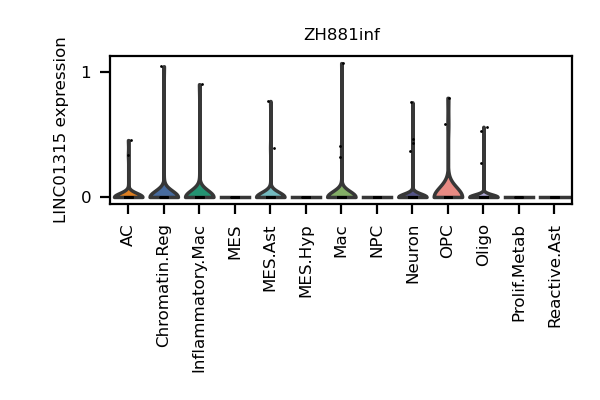 ZH881inf
LINC01315 expression
1
0
AC
Chromatin.Reg
Inflammatory.Mac
MES
MES.Ast
MES.Hyp
Mac
NPC
Neuron
OPC
Oligo
Prolif.Metab
Reactive.Ast